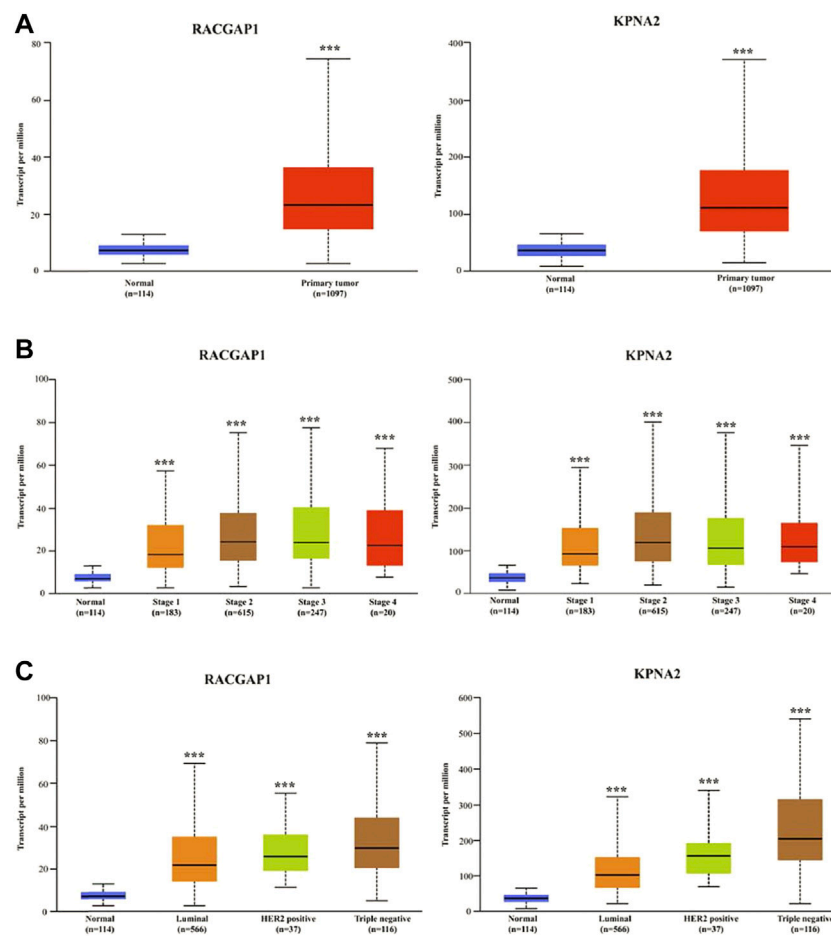 A
RACGAP1
KPNA2
Transcript per million
80
60
40
20
0
***
Normal
(n=114)
Primary tumor
(n=1097)
Transcript per million
400
300
200
100
0
***
Normal
(n=114)
Primary tumor
(n=1097)
B
RACGAP1
KPNA2
Transcript per million
100
80
60
40
20
0
***
***
***
***
Normal
(n=114)
Stage 1
(n=183)
Stage 2
(n=615)
Stage 3
(n=247)
Stage 4
(n=20)
Transcript per million
500
400
300
200
100
0
***
***
***
***
Normal
(n=114)
Stage 1
(n=183)
Stage 2
(n=615)
Stage 3
(n=247)
Stage 4
(n=20)
C
RACGAP1
KPNA2
Transcript per million
100
80
60
40
20
0
***
***
***
Normal
(n=114)
Luminal
(n=566)
HER2 positive
(n=37)
Triple negative
(n=116)
Transcript per million
600
500
400
300
200
100
0
***
***
***
Normal
(n=114)
Luminal
(n=566)
HER2 positive
(n=37)
Triple negative
(n=116)